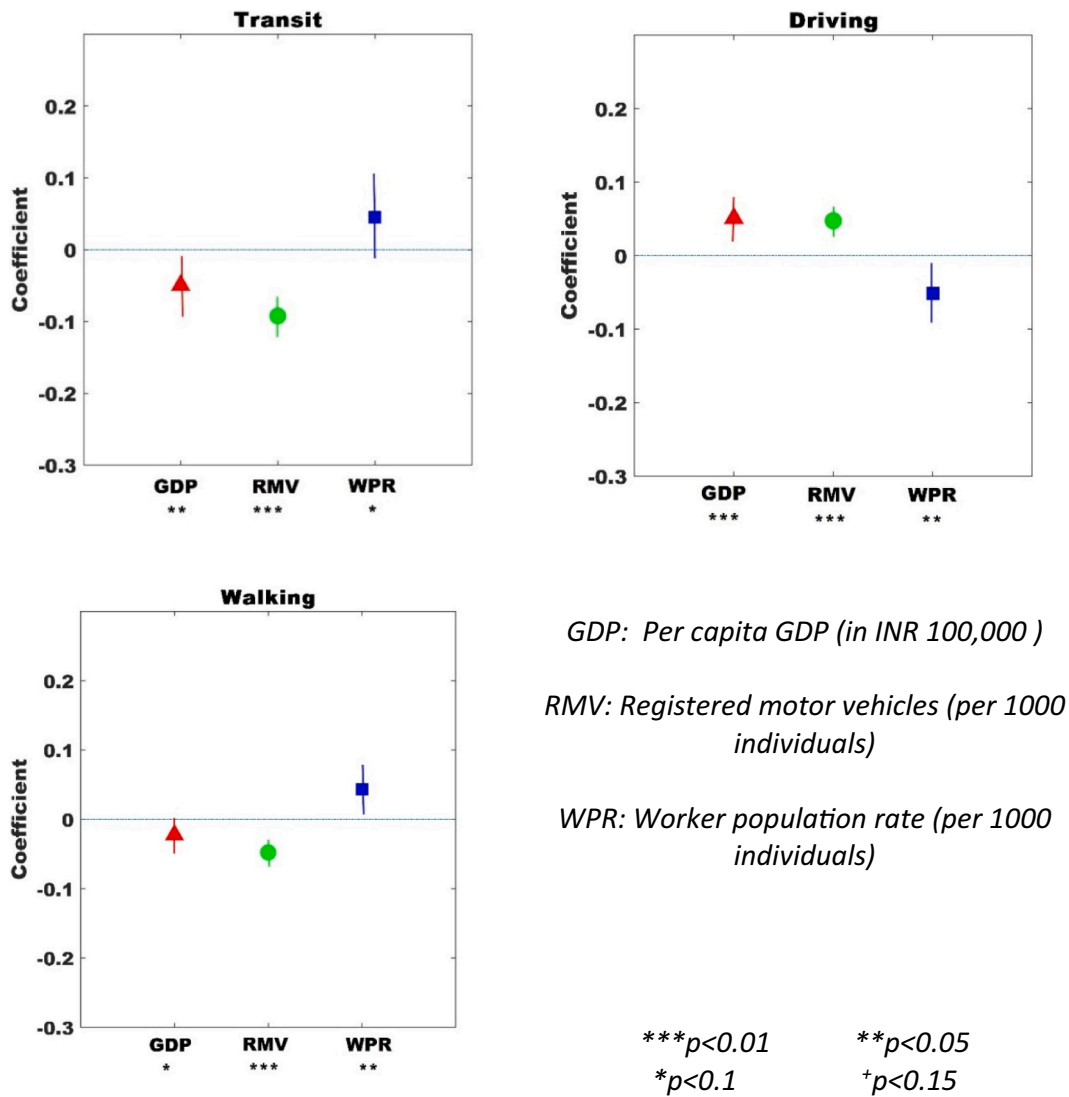 Transit
Coefficient
0.2
0.1
0
-0.1
-0.2
-0.3
GDP RMV WPR
** *** *
Driving
Coefficient
0.2
0.1
0
-0.1
-0.2
-0.3
GDP RMV WPR
*** *** **
Walking
Coefficient
0.2
0.1
0
-0.1
-0.2
-0.3
GDP RMV WPR
* *** **
GDP: Per capita GDP (in INR 100,000 )
RMV: Registered motor vehicles (per 1000
individuals)
WPR: Worker population rate (per 1000
individuals)
***p<0.01 **p<0.05
*p<0.1 +p<0.15